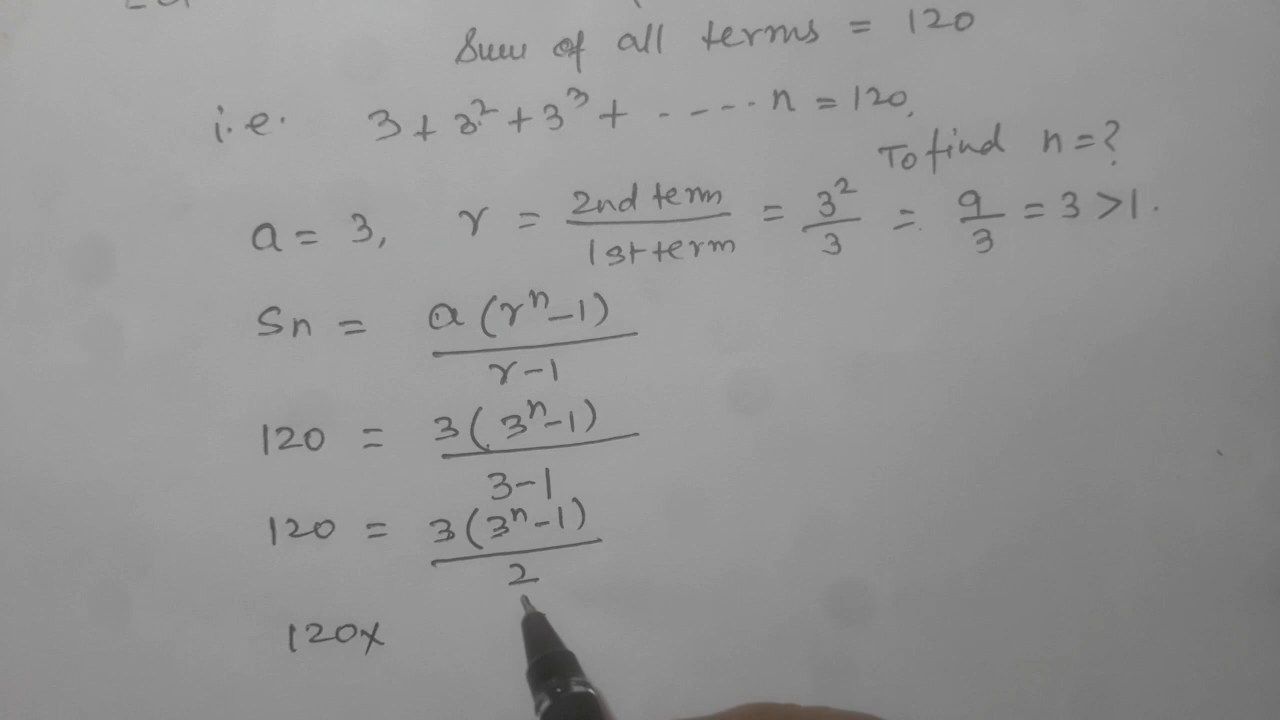 Sum of all terms = 120
i.e. 3 + 3² + 3³ + - - - - .. n = 120,
To find n = ?
a = 3, r = 2nd term / 1st term = 3² / 3 = 9 / 3 = 3 > 1.
Sn = a (rⁿ - 1) / r - 1
120 = 3 ( 3ⁿ - 1) / 3 - 1
120 = 3 (3ⁿ - 1) / 2
120 ×